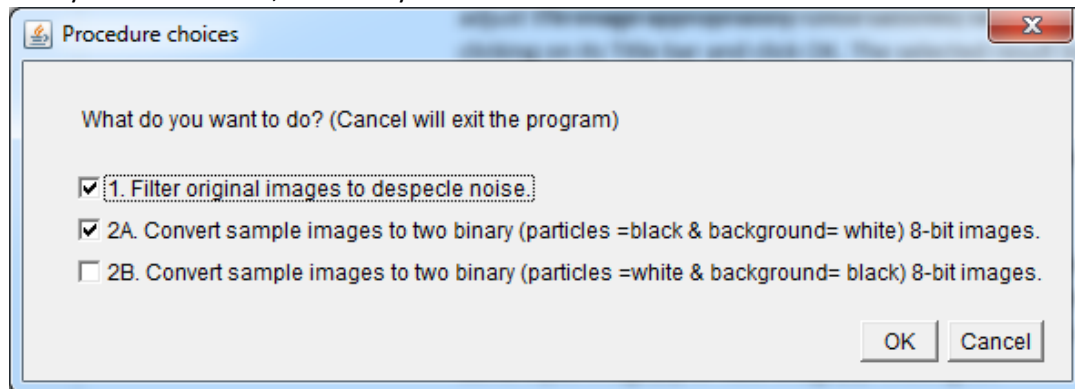 Procedure choices
What do you want to do? (Cancel will exit the program)
1. Filter original images to despecle noise.
2A. Convert sample images to two binary (particles =black & background= white) 8-bit images.
2B. Convert sample images to two binary (particles =white & background= black) 8-bit images.
OK Cancel